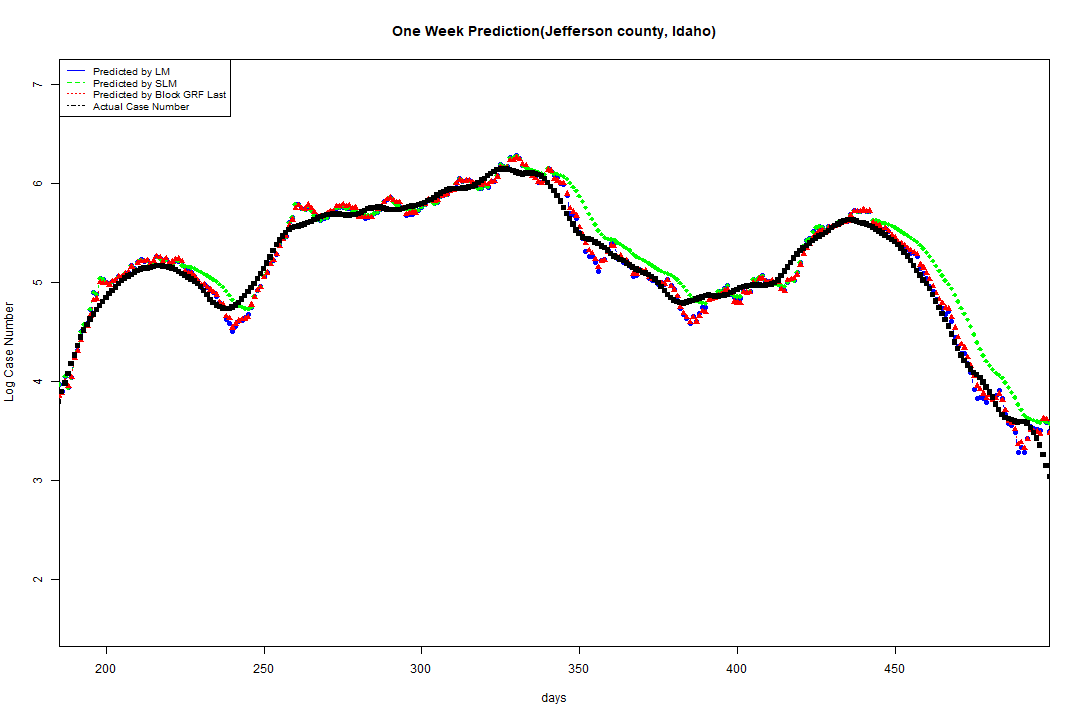 One Week Prediction(Jefferson county, Idaho)
Predicted by LM
Predicted by SLM
Predicted by Block GRF Last
Actual Case Number
7
6
5
4
3
2
Log Case Number
200 250 300 350 400 450
days